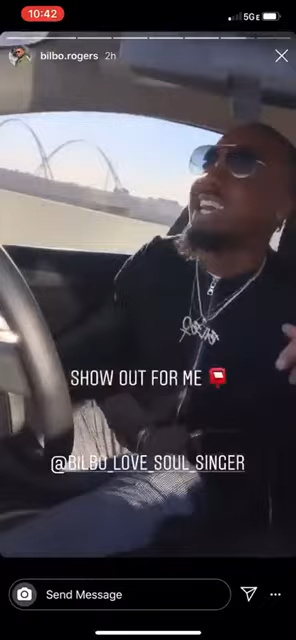 10:42
5GE
bilbo.rogers 2h
SHOW OUT FOR ME
@BILBO_LOVE_SOUL_SINGER
Send Message